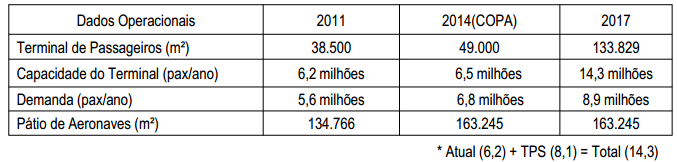 Dados Operacionais 2011 2014(COPA) 2017
Terminal de Passageiros (m²) 38.500 49.000 133.829
Capacidade do Terminal (pax/ano) 6,2 milhões 6,5 milhões 14,3 milhões
Demanda (pax/ano) 5,6 milhões 6,8 milhões 8,9 milhões
Pátio de Aeronaves (m²) 134.766 163.245 163.245
* Atual (6,2) + TPS (8,1) = Total (14,3)